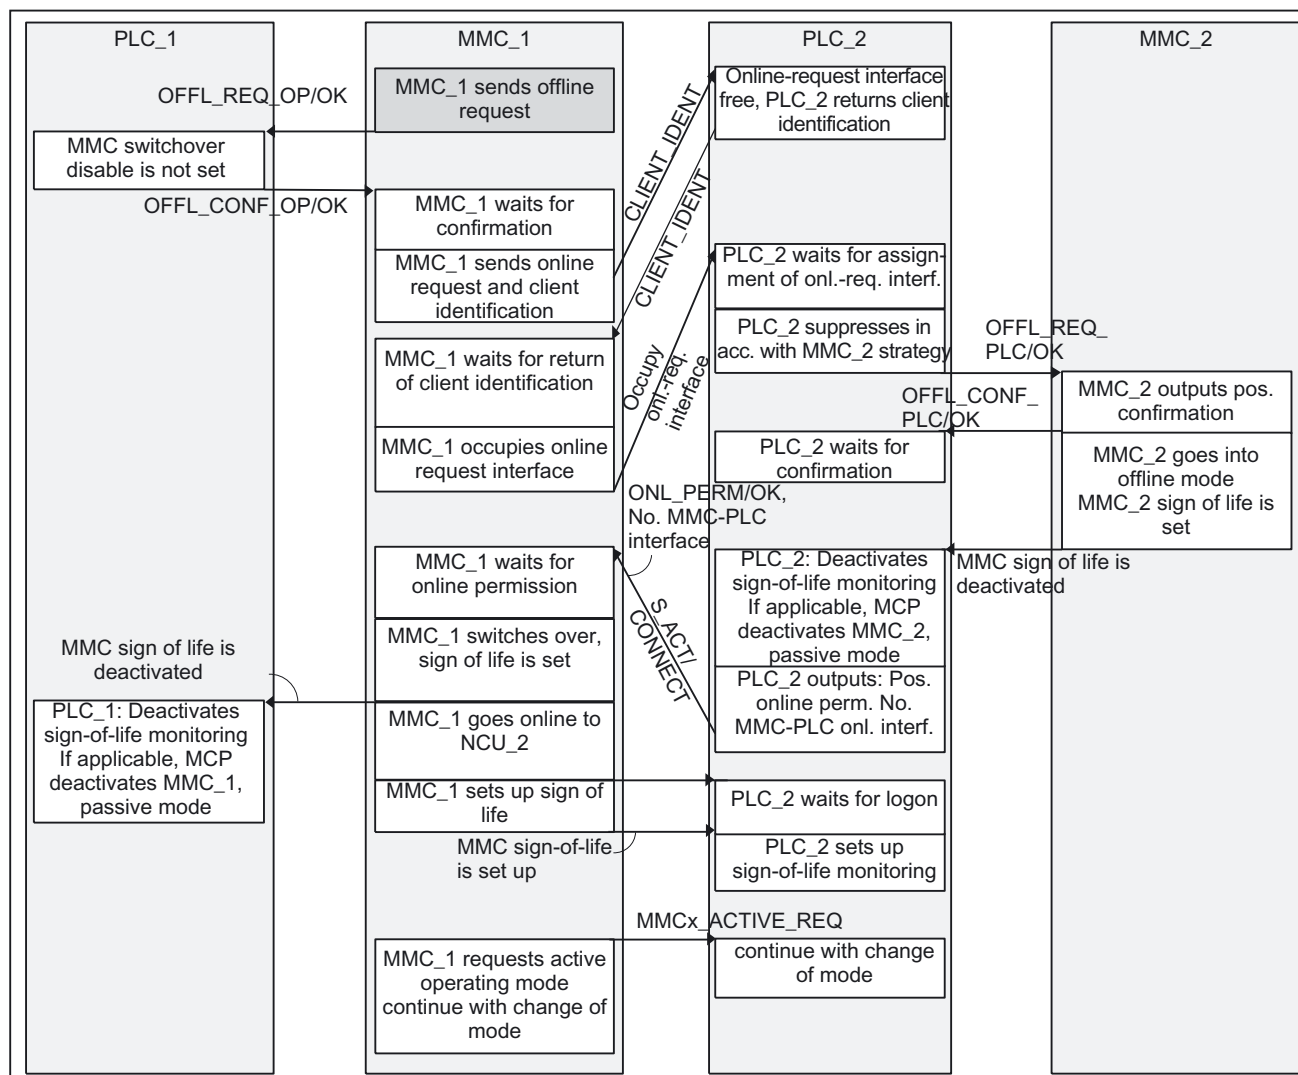 PLC_1
MMC_1
PLC_2
MMC_2
MMC_1 sends offline
request
OFFL_REQ_OP/OK
MMC switchover
disable is not set
OFFL_CONF_OP/OK
MMC_1 waits for
confirmation
MMC_1 sends online
request and client
identification
CLIENT_IDENT
Online-request interface
free, PLC_2 returns client
identification
CLIENT_IDENT
MMC_1 waits for return
of client identification
MMC_1 occupies online
request interface
Occupy
onl.-req.
interface
PLC_2 waits for assign-
ment of onl.-req. interf.
PLC_2 suppresses in
acc. with MMC_2 strategy
OFFL_REQ_
PLC/OK
MMC_2 outputs pos.
confirmation
OFFL_CONF_
PLC/OK
PLC_2 waits for
confirmation
MMC_2 goes into
offline mode
MMC_2 sign of life is
set
MMC sign of life is
deactivated
PLC_2: Deactivates
sign-of-life monitoring
If applicable, MCP
deactivates MMC_2,
passive mode
PLC_2 outputs: Pos.
online perm. No.
MMC-PLC onl. interf.
ONL_PERM/OK,
No. MMC-PLC
interface
S_ACT/
CONNECT
MMC_1 waits for
online permission
MMC_1 switches over,
sign of life is set
MMC sign of life is
deactivated
PLC_1: Deactivates
sign-of-life monitoring
If applicable, MCP
deactivates MMC_1,
passive mode
MMC_1 goes online to
NCU_2
MMC_1 sets up sign of
life
PLC_2 waits for logon
MMC sign-of-life
is set up
PLC_2 sets up
sign-of-life monitoring
MMCx_ACTIVE_REQ
MMC_1 requests active
operating mode
continue with change of
mode
continue with change
of mode